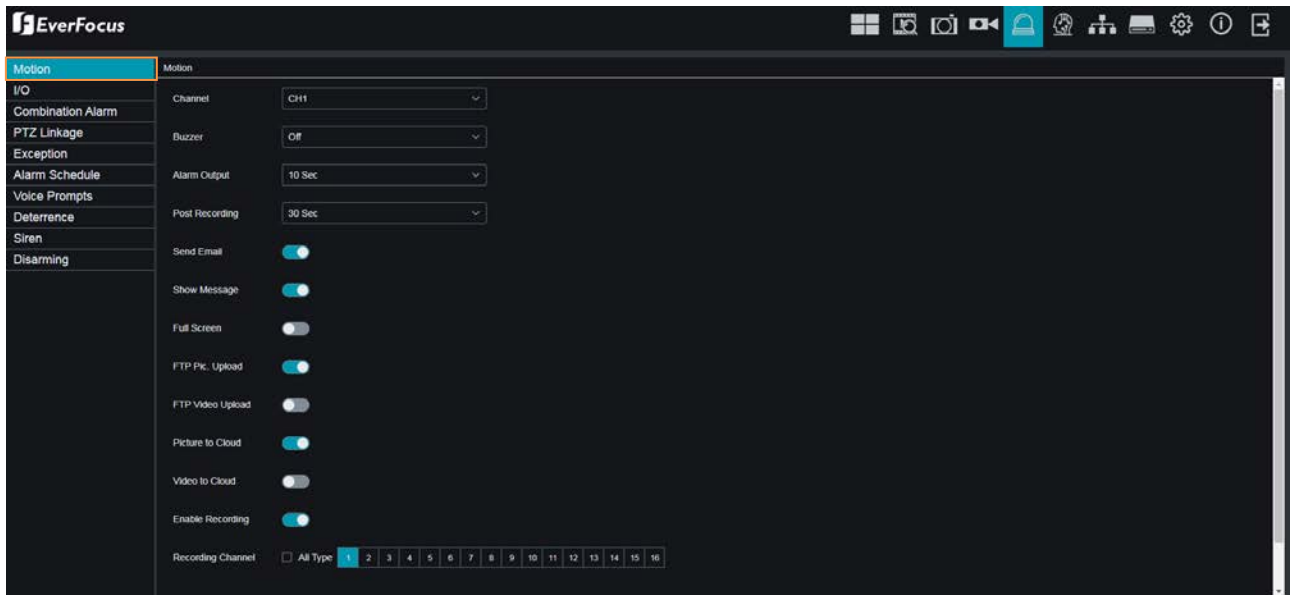 EverFocus
Motion
I/O
Combination Alarm
PTZ Linkage
Exception
Alarm Schedule
Voice Prompts
Deterrence
Siren
Disarming
Motion
Channel CH1
Buzzer Off
Alarm Output 10 Sec
Post Recording 30 Sec
Send Email
Show Message
Full Screen
FTP Pic. Upload
FTP Video Upload
Picture to Cloud
Video to Cloud
Enable Recording
Recording Channel All Type 1 2 3 4 5 6 7 8 9 10 11 12 13 14 15 16